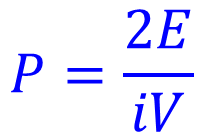 P = 2E / iV